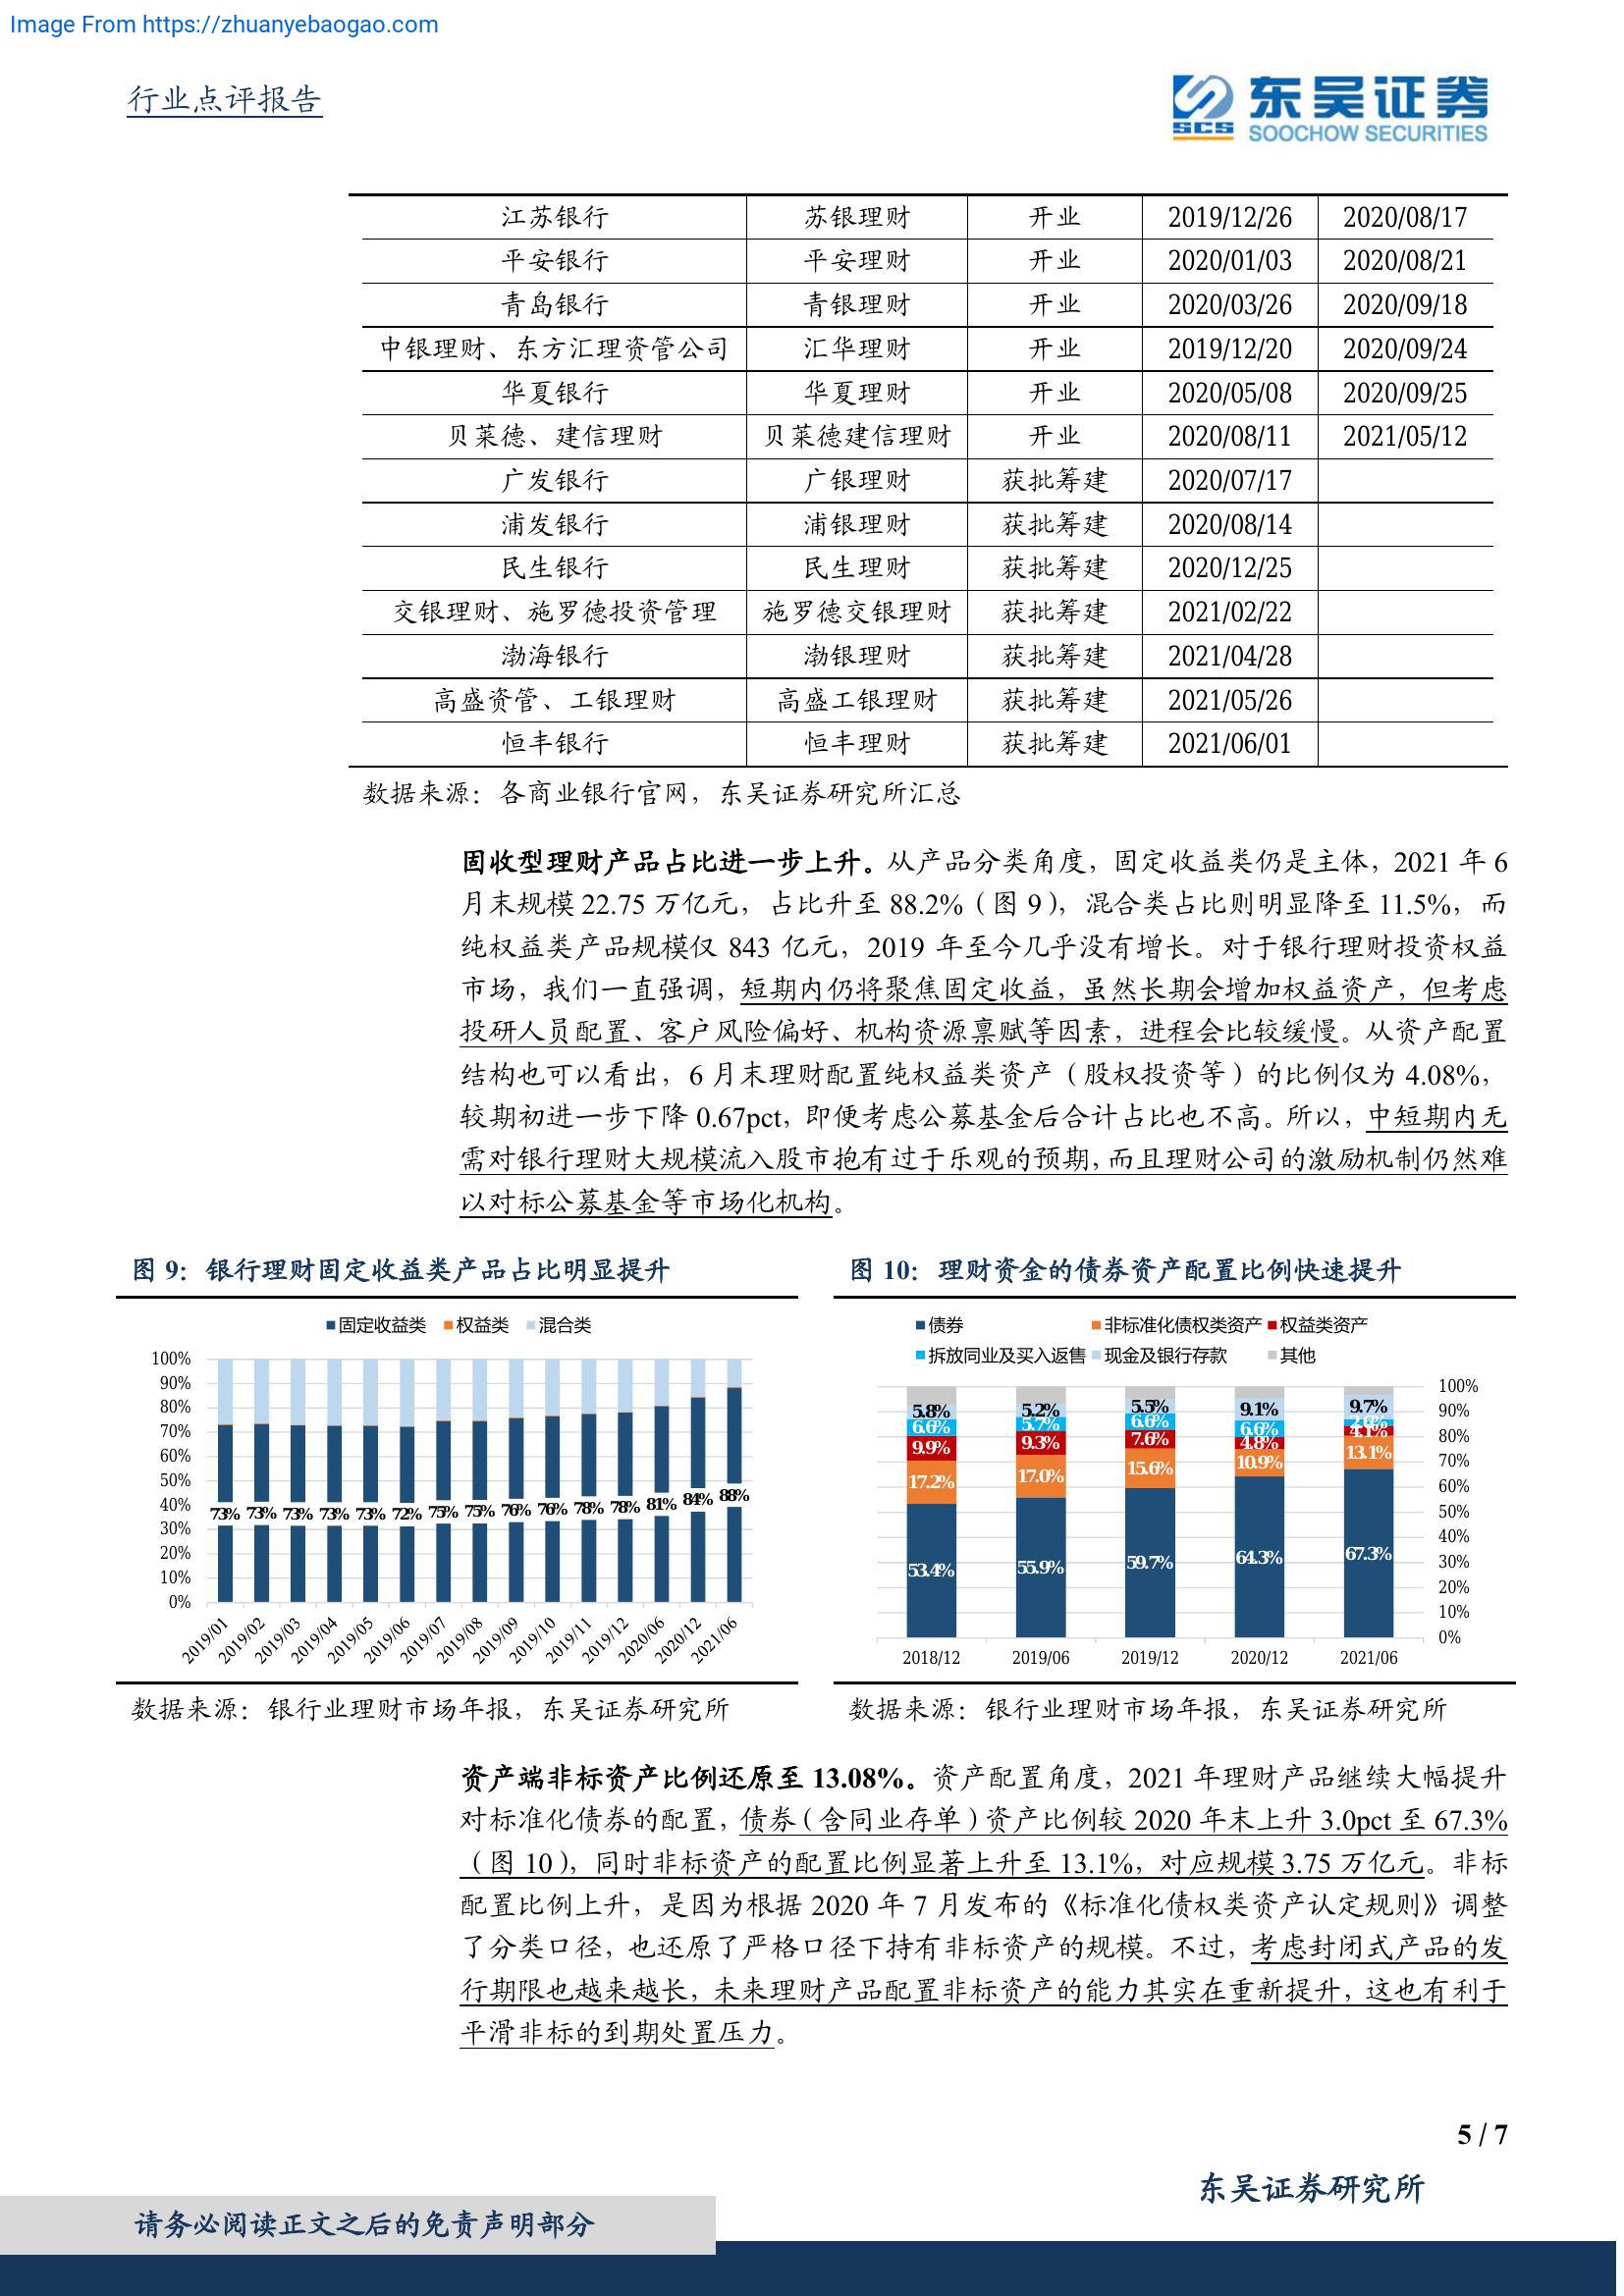 Image From https://zhuanyebaogao.com
行业点评报告
东吴证券
SCS SOOCHOW SECURITIES
江苏银行 苏银理财 开业 2019/12/26 2020/08/17
平安银行 平安理财 开业 2020/01/03 2020/08/21
青岛银行 青银理财 开业 2020/03/26 2020/09/18
中银理财、东方汇理资管公司 汇华理财 开业 2019/12/20 2020/09/24
华夏银行 华夏理财 开业 2020/05/08 2020/09/25
贝莱德、建信理财 贝莱德建信理财 开业 2020/08/11 2021/05/12
广发银行 广银理财 获批筹建 2020/07/17
浦发银行 浦银理财 获批筹建 2020/08/14
民生银行 民生理财 获批筹建 2020/12/25
交银理财、施罗德投资管理 施罗德交银理财 获批筹建 2021/02/22
渤海银行 渤银理财 获批筹建 2021/04/28
高盛资管、工银理财 高盛工银理财 获批筹建 2021/05/26
恒丰银行 恒丰理财 获批筹建 2021/06/01
数据来源：各商业银行官网，东吴证券研究所汇总
固收型理财产品占比进一步上升。从产品分类角度，固定收益类仍是主体，2021 年 6
月末规模 22.75 万亿元，占比升至 88.2%（图 9），混合类占比则明显降至 11.5%，而
纯权益类产品规模仅 843 亿元，2019 年至今几乎没有增长。对于银行理财投资权益
市场，我们一直强调，短期内仍将聚焦固定收益，虽然长期会增加权益资产，但考虑
投研人员配置、客户风险偏好、机构资源禀赋等因素，进程会比较缓慢。从资产配置
结构也可以看出，6 月末理财配置纯权益类资产（股权投资等）的比例仅为 4.08%，
较期初进一步下降 0.67pct，即便考虑公募基金后合计占比也不高。所以，中短期内无
需对银行理财大规模流入股市抱有过于乐观的预期，而且理财公司的激励机制仍然难
以对标公募基金等市场化机构。
图 9：银行理财固定收益类产品占比明显提升
固定收益类 权益类 混合类
100%
90%
80%
70%
60%
50%
40%
30%
20%
10%
0%
73% 73% 73% 73% 73% 72% 75% 75% 76% 76% 78% 78% 81% 84% 88%
2019/01 2019/02 2019/03 2019/04 2019/05 2019/06 2019/07 2019/08 2019/09 2019/10 2019/11 2019/12 2020/06 2020/12 2021/06
数据来源：银行业理财市场年报，东吴证券研究所
图 10：理财资金的债券资产配置比例快速提升
债券 非标准化债权类资产 权益类资产
拆放同业及买入返售 现金及银行存款 其他
100%
90%
80%
70%
60%
50%
40%
30%
20%
10%
0%
5.8% 5.2% 5.5% 9.1% 9.7%
6.6% 5.7% 6.6% 6.6% 
9.9% 9.3% 7.6% 4.8% 4.1%
17.2% 17.0% 15.6% 10.9% 13.1%
53.4% 55.9% 59.7% 64.3% 67.3%
2018/12 2019/06 2019/12 2020/12 2021/06
数据来源：银行业理财市场年报，东吴证券研究所
资产端非标资产比例还原至 13.08%。资产配置角度，2021 年理财产品继续大幅提升
对标准化债券的配置，债券（含同业存单）资产比例较 2020 年末上升 3.0pct 至 67.3%
（图 10），同时非标资产的配置比例显著上升至 13.1%，对应规模 3.75 万亿元。非标
配置比例上升，是因为根据 2020 年 7 月发布的《标准化债权类资产认定规则》调整
了分类口径，也还原了严格口径下持有非标资产的规模。不过，考虑封闭式产品的发
行期限也越来越长，未来理财产品配置非标资产的能力其实在重新提升，这也有利于
平滑非标的到期处置压力。
5 / 7
东吴证券研究所
请务必阅读正文之后的免责声明部分